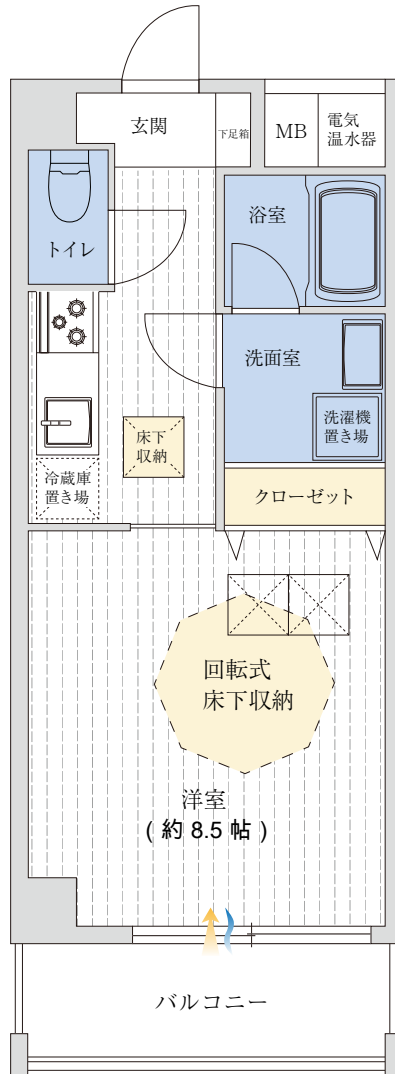 玄関
下足箱
MB
電気
温水器
トイレ
浴室
洗面室
洗濯機
置き場
床下
収納
冷蔵庫
置き場
クローゼット
回転式
床下収納
洋室
(約 8.5 帖)
バルコニー